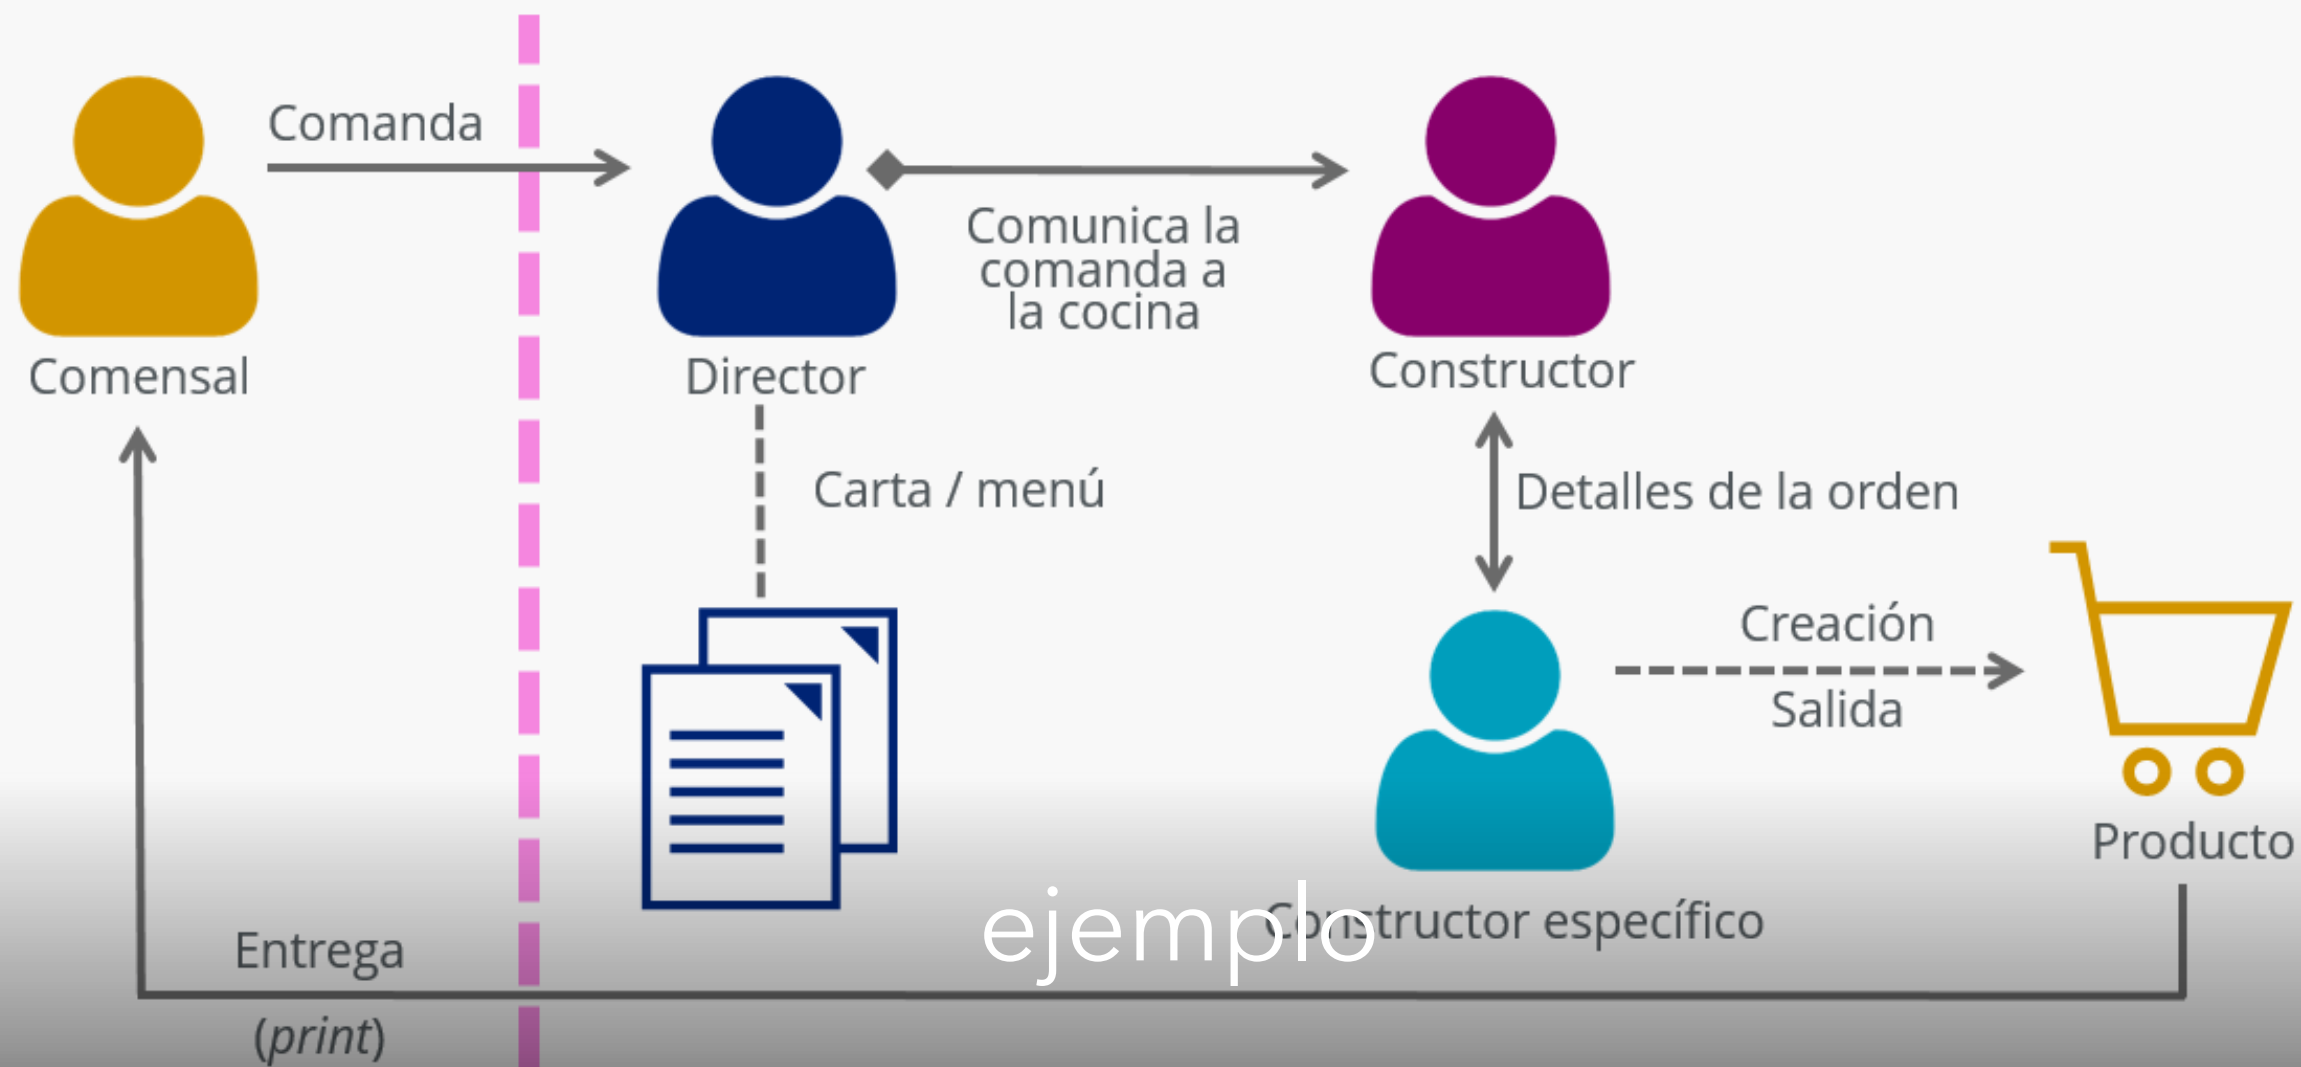 Comanda
Comunica la
comanda a
la cocina
Comensal
Director
Constructor
Carta / menú
Detalles de la orden
Creación
Salida
Producto
Constructor específico
ejemplo
Entrega
(print)